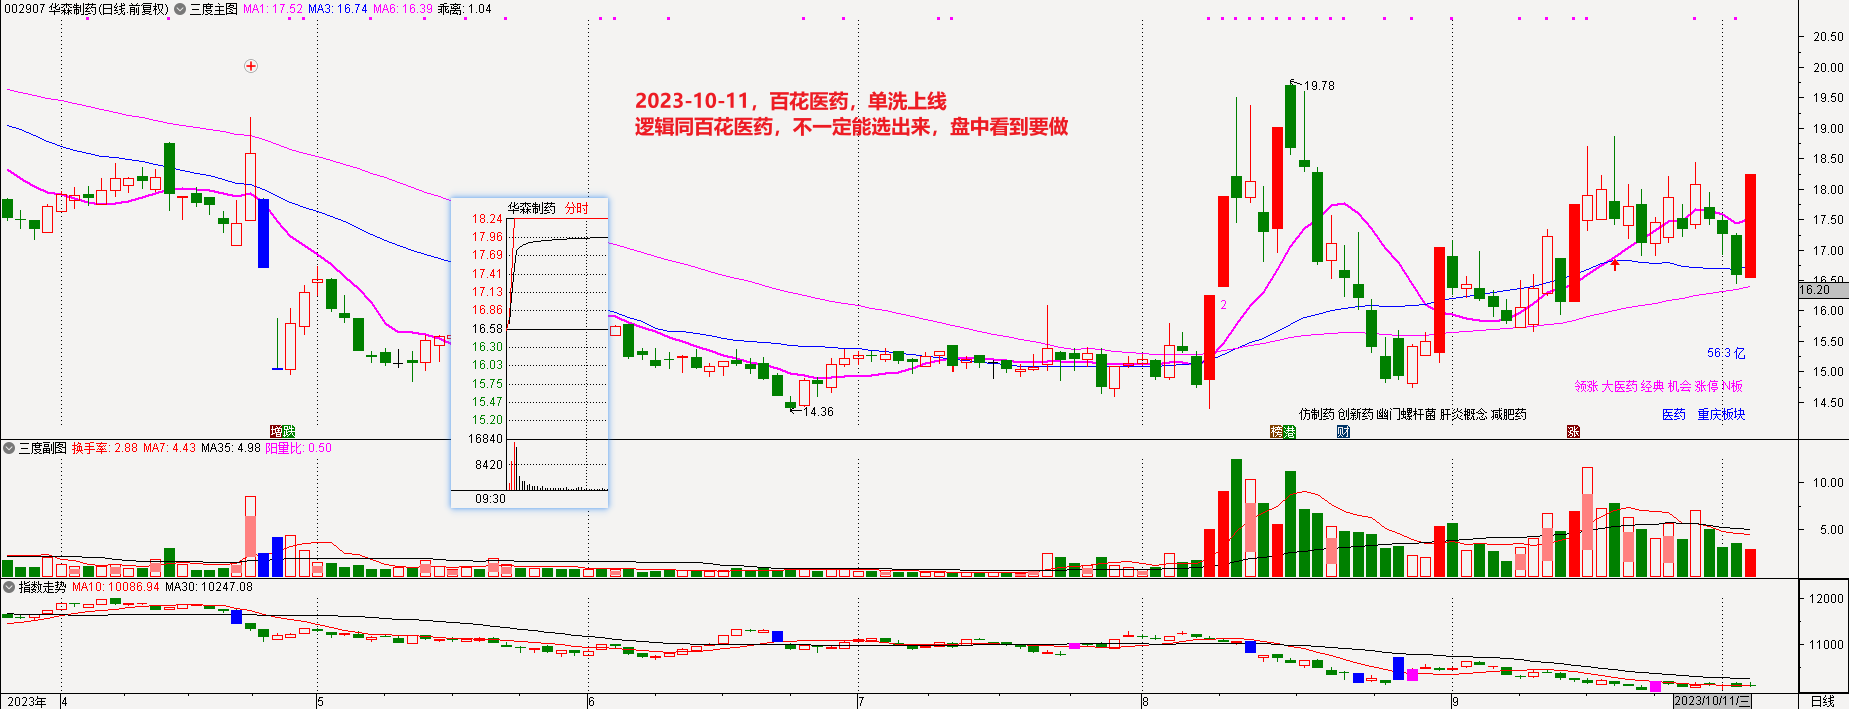 002907 华森制药(日线.前复权) 三度主图 MA1: 17.52 MA3: 16.74 MA6: 16.39 乖离: 1.04
2023-10-11，百花医药，单洗上线
逻辑同百花医药，不一定能选出来，盘中看到要做
19.78
14.36
2
20.50
20.00
19.50
19.00
18.50
18.00
17.50
17.00
16.50
16.20
16.00
15.50
15.00
14.50
华森制药 分时
18.24
17.96
17.69
17.41
17.13
16.86
16.58
16.30
16.03
15.75
15.47
15.20
16840
8420
09:30
56.3 亿
领涨 大医药 经典 机会 涨停 N板
仿制药 创新药 幽门螺杆菌 肝炎概念 减肥药
医药 重庆板块
增 跌
榜 港
财
涨
三度副图 换手率: 2.88 MA7: 4.43 MA35: 4.98 阳量比: 0.50
10.00
5.00
指数走势 MA10: 10086.94 MA30: 10247.08
12000
11000
2023年 4 5 6 7 8 9 2023/10/11/三 日线